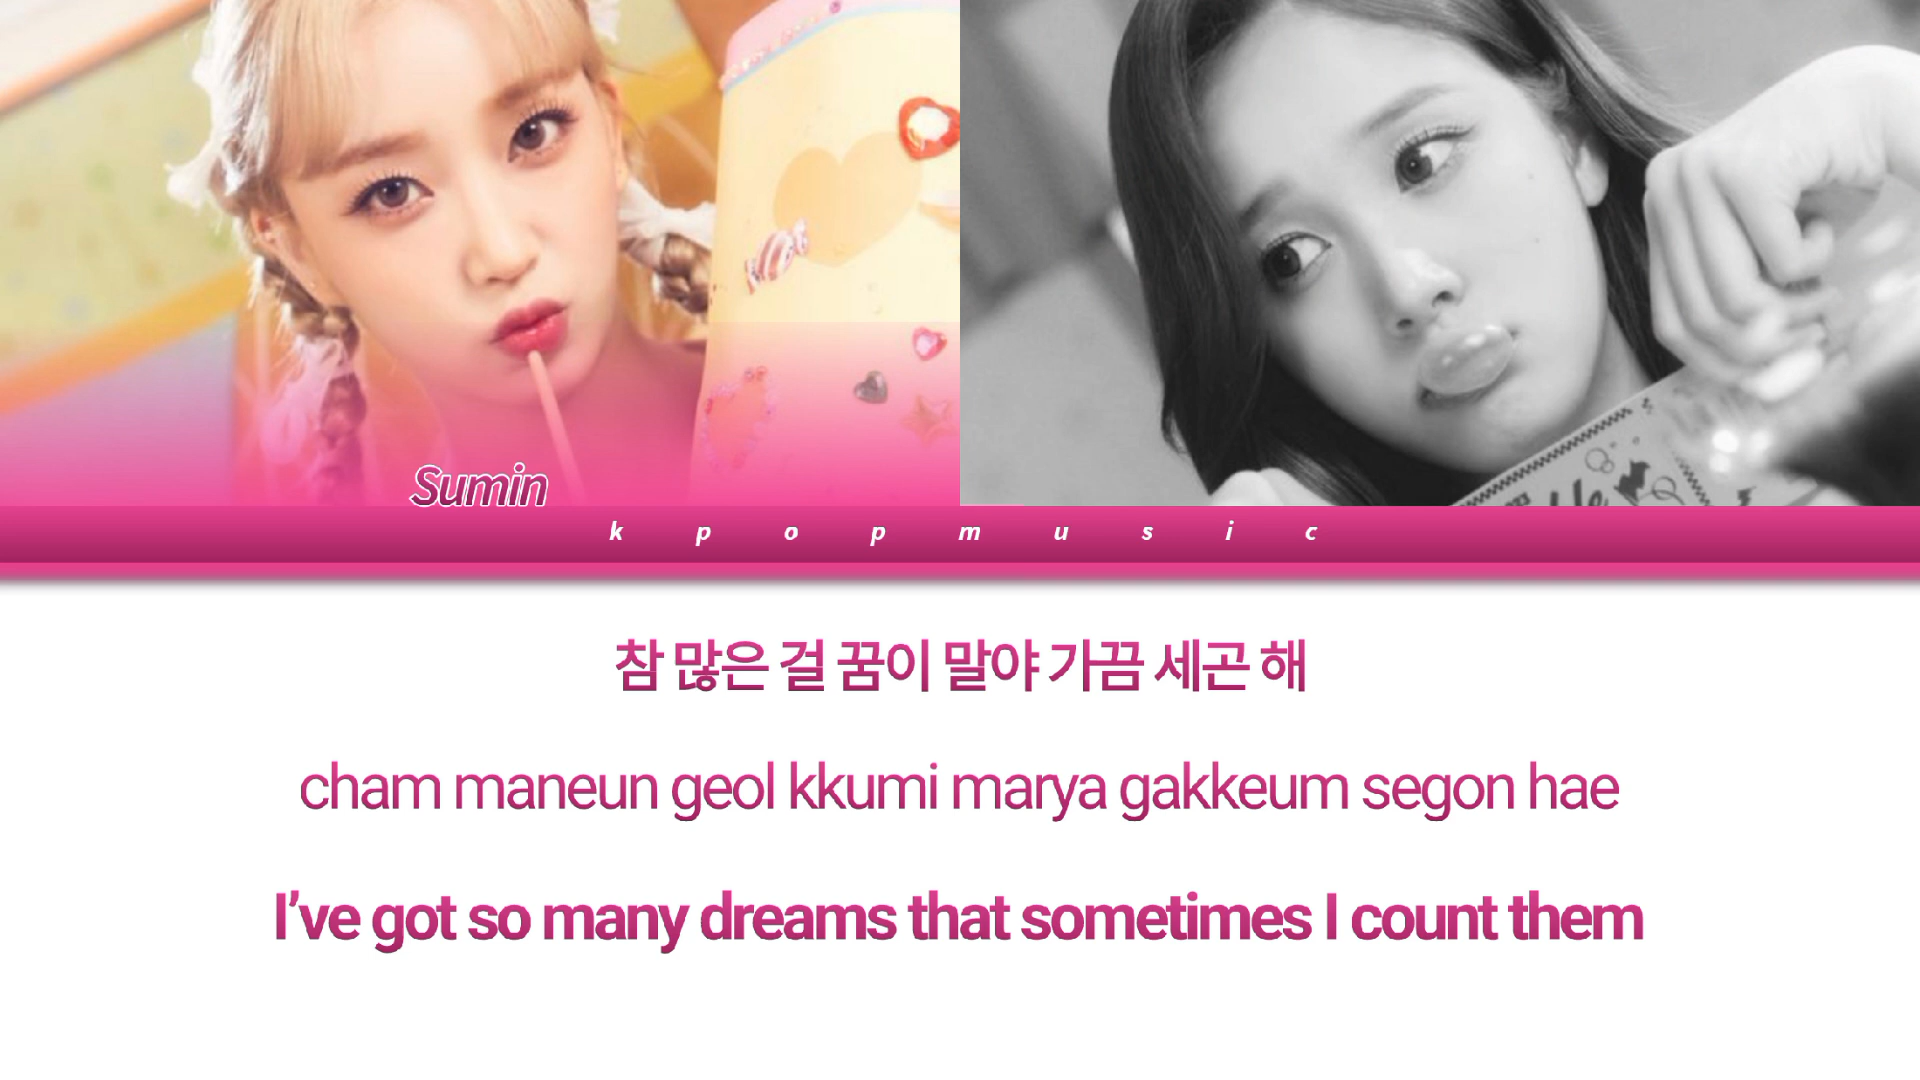 Sumin
kpopmusic
참 많은 걸 꿈이 말야 가끔 세곤 해
cham maneun geol kkumi marya gakkeum segon hae
I've got so many dreams that sometimes I count them